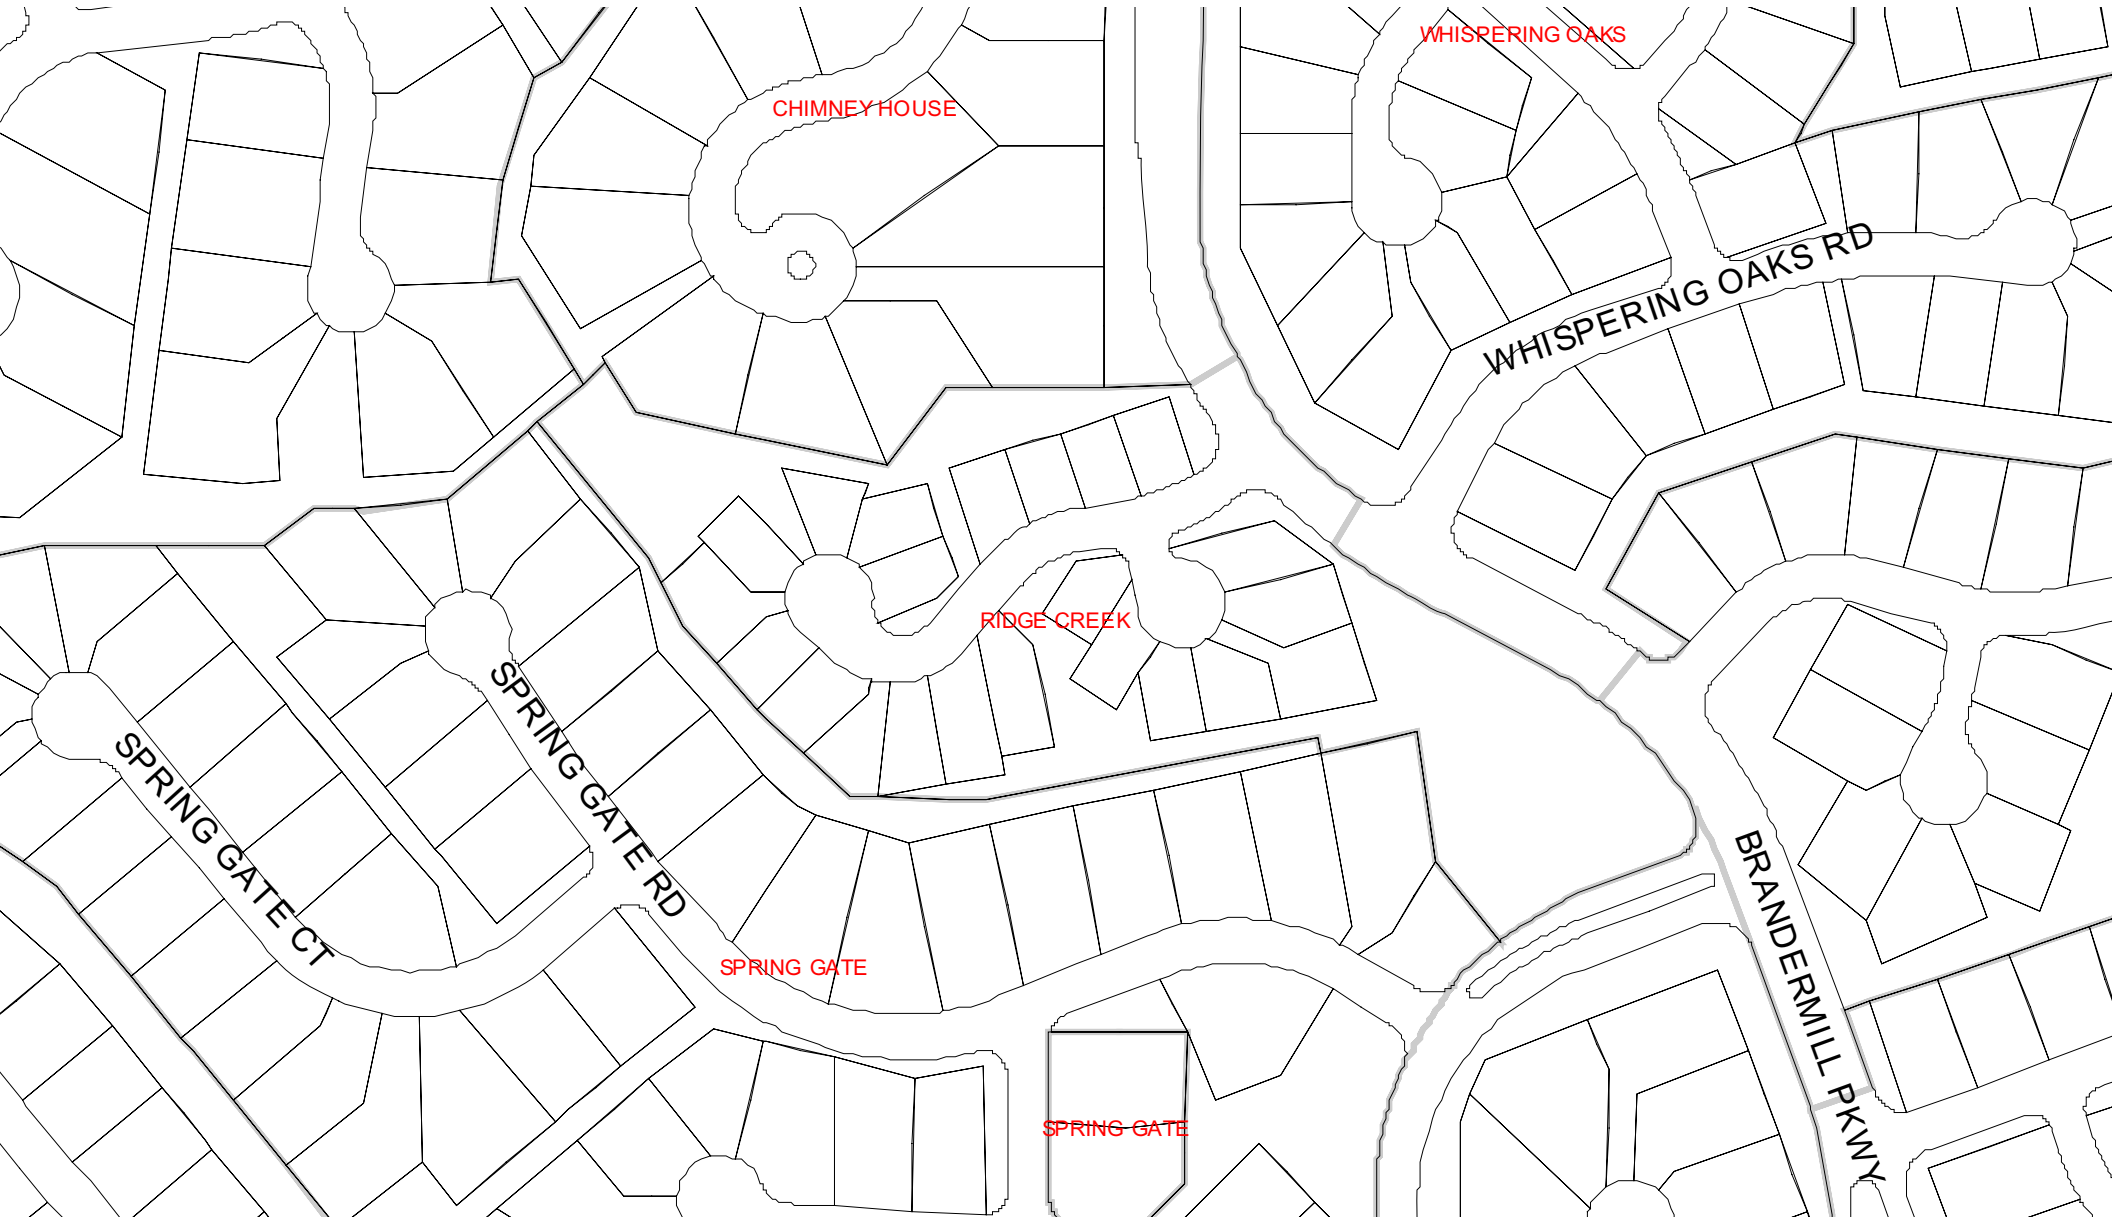 WHISPERING OAKS
CHIMNEY HOUSE
WHISPERING OAKS RD
RIDGE CREEK
SPRING GATE RD
SPRING GATE CT
SPRING GATE
BRANDERMILL PKWY
SPRING GATE